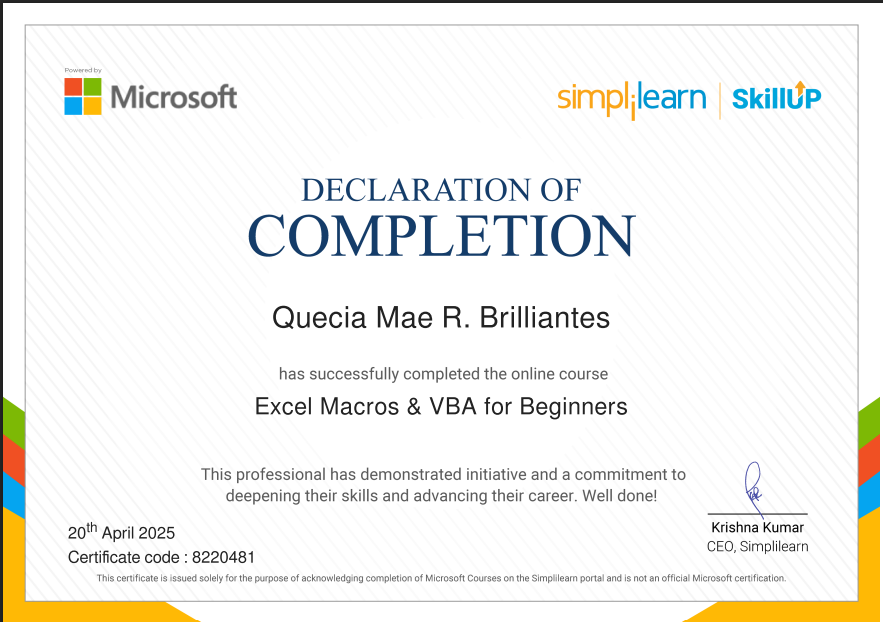 Powered by
Microsoft
simplilearn | SkillUP
DECLARATION OF
COMPLETION
Quecia Mae R. Brilliantes
has successfully completed the online course
Excel Macros & VBA for Beginners
This professional has demonstrated initiative and a commitment to
deepening their skills and advancing their career. Well done!
20th April 2025
Certificate code : 8220481
Krishna Kumar
CEO, Simplilearn
This certificate is issued solely for the purpose of acknowledging completion of Microsoft Courses on the Simplilearn portal and is not an official Microsoft certification.